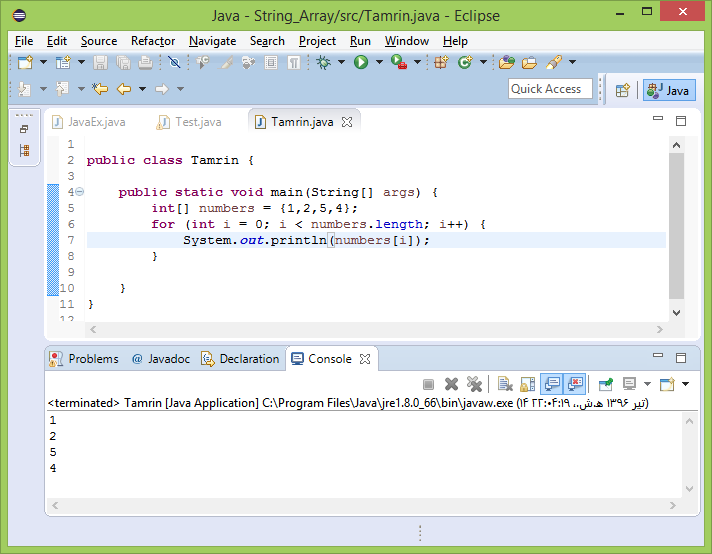 Java - String_Array/src/Tamrin.java - Eclipse
File Edit Source Refactor Navigate Search Project Run Window Help
Quick Access
Java
JavaEx.java Test.java Tamrin.java
1
2 public class Tamrin {
3
4 public static void main(String[] args) {
5 int[] numbers = {1,2,5,4};
6 for (int i = 0; i < numbers.length; i++) {
7 System.out.println(numbers[i]);
8 }
9
10 }
11 }
12
Problems @ Javadoc Declaration Console
<terminated> Tamrin [Java Application] C:\Program Files\Java\jre1.8.0_66\bin\javaw.exe (۱۴ تیر ۱۳۹۶ ه‍.ش.،‏ ۲۲:۰۴:۱۹)
1
2
5
4